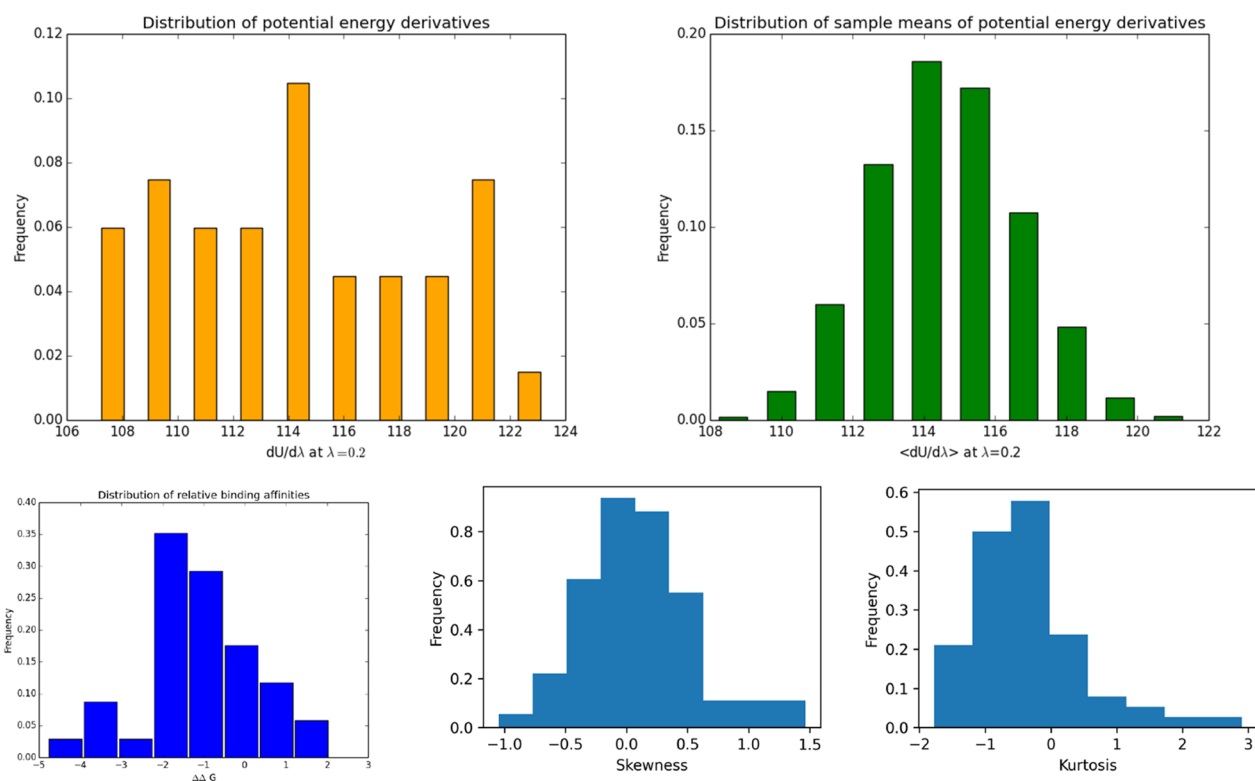 Distribution of potential energy derivatives
Frequency
0.12
0.10
0.08
0.06
0.04
0.02
0.00
106 108 110 112 114 116 118 120 122 124
dU/dλ at λ=0.2
Distribution of sample means of potential energy derivatives
Frequency
0.20
0.15
0.10
0.05
0.00
108 110 112 114 116 118 120 122
<dU/dλ> at λ=0.2
Distribution of relative binding affinities
Frequency
0.40
0.35
0.30
0.25
0.20
0.15
0.10
0.05
0.00
−5 −4 −3 −2 −1 0 1 2 3
ΔΔ G
Frequency
0.8
0.6
0.4
0.2
0.0
−1.0 −0.5 0.0 0.5 1.0 1.5
Skewness
Frequency
0.6
0.5
0.4
0.3
0.2
0.1
0.0
−2 −1 0 1 2 3
Kurtosis